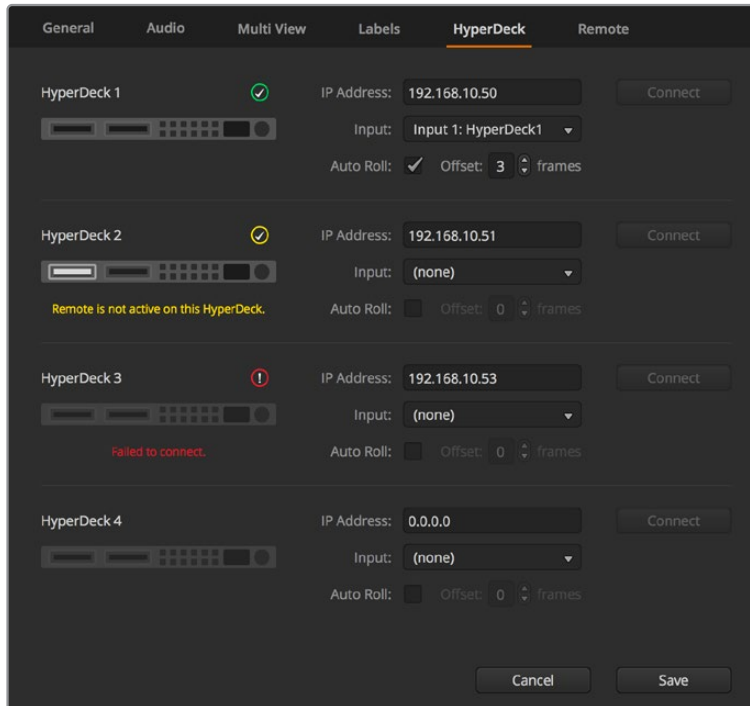 General Audio Multi View Labels HyperDeck Remote
HyperDeck 1 IP Address: 192.168.10.50 Connect
Input: Input 1: HyperDeck1
Auto Roll: Offset: 3 frames
HyperDeck 2 IP Address: 192.168.10.51 Connect
Input: (none)
Remote is not active on this HyperDeck. Auto Roll: Offset: 0 frames
HyperDeck 3 IP Address: 192.168.10.53 Connect
Input: (none)
Failed to connect. Auto Roll: Offset: 0 frames
HyperDeck 4 IP Address: 0.0.0.0 Connect
Input: (none)
Auto Roll: Offset: 0 frames
Cancel Save